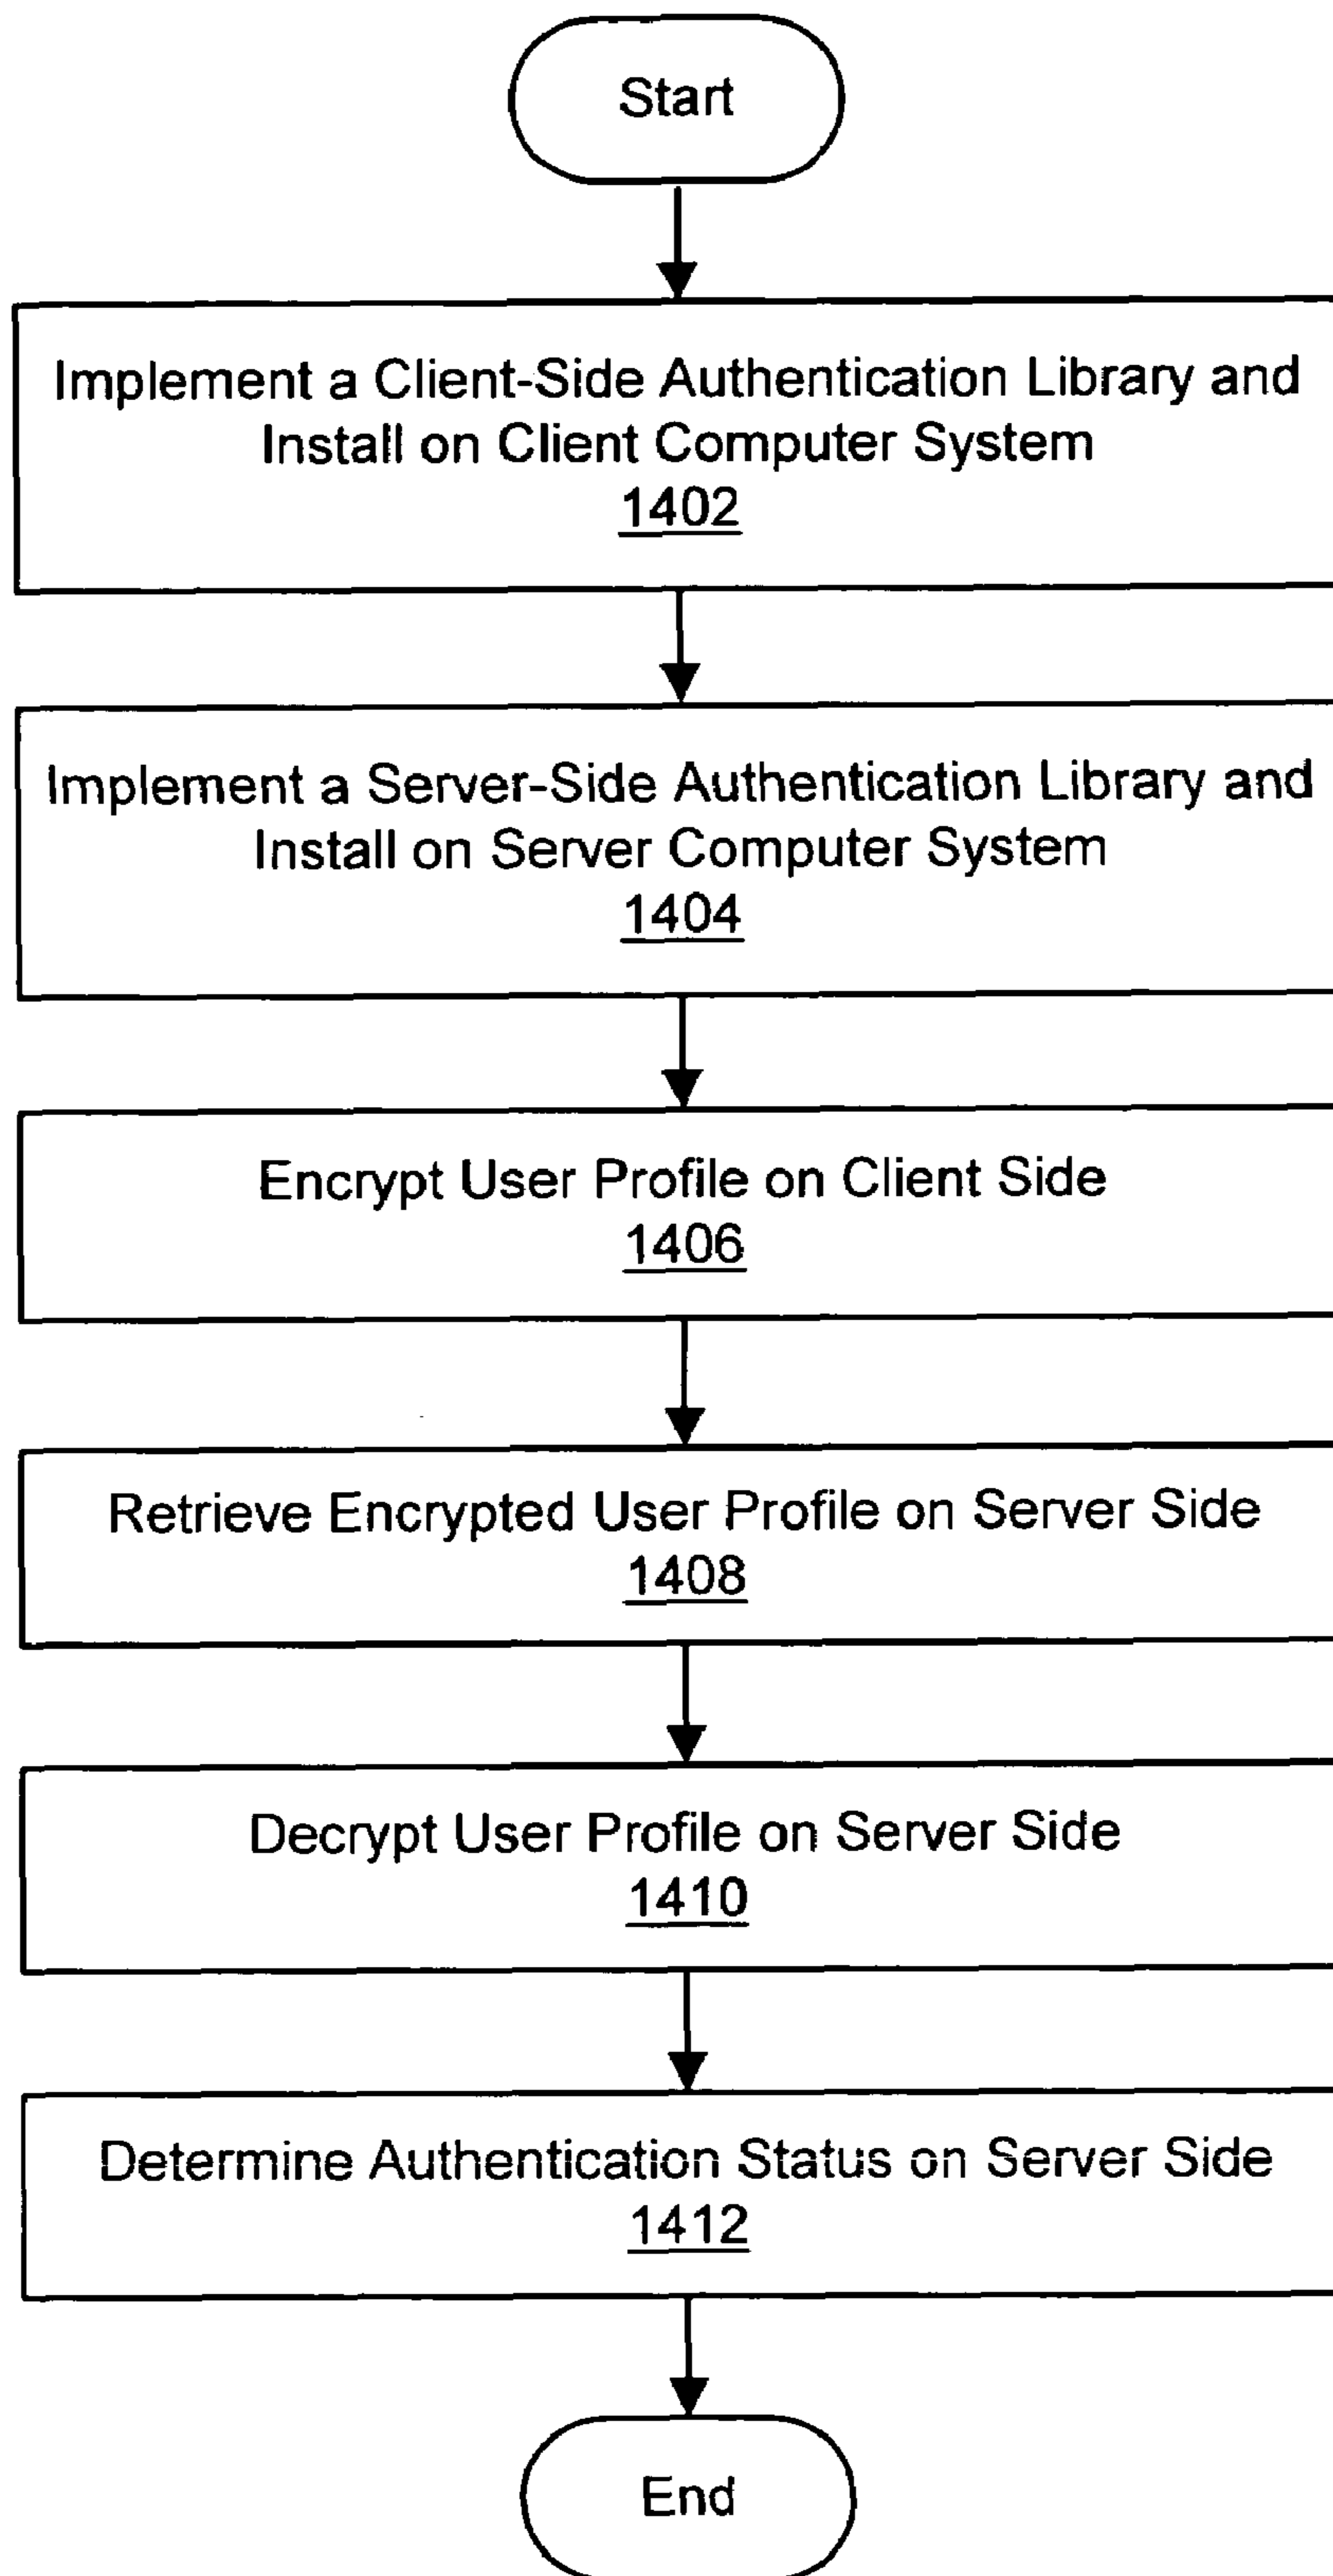 Start
Implement a Client-Side Authentication Library and
Install on Client Computer System
1402
Implement a Server-Side Authentication Library and
Install on Server Computer System
1404
Encrypt User Profile on Client Side
1406
Retrieve Encrypted User Profile on Server Side
1408
Decrypt User Profile on Server Side
1410
Determine Authentication Status on Server Side
1412
End